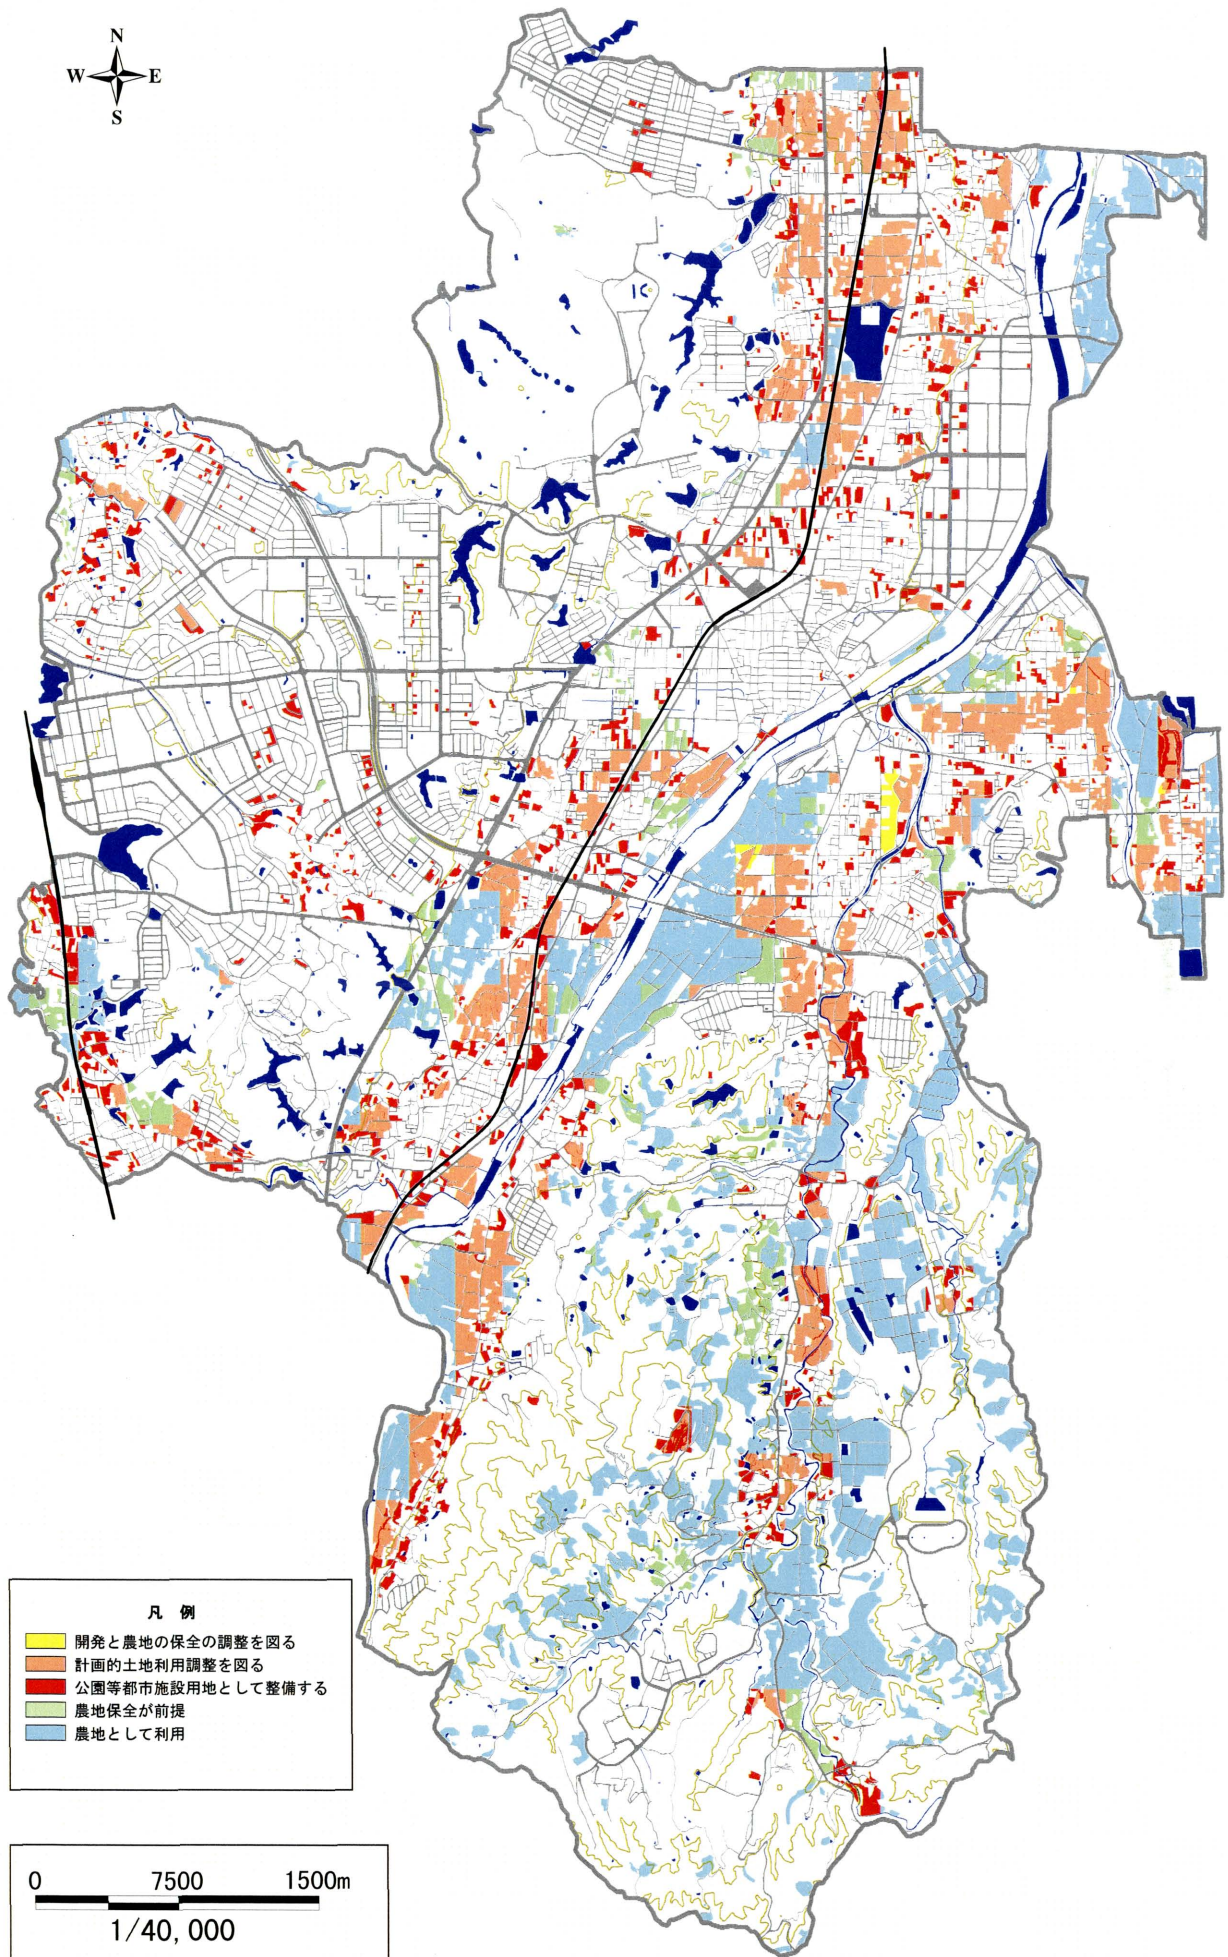 N
W E
S
凡 例
開発と農地の保全の調整を図る
計画的土地利用調整を図る
公園等都市施設用地として整備する
農地保全が前提
農地として利用
0 7500 1500m
1/40,000